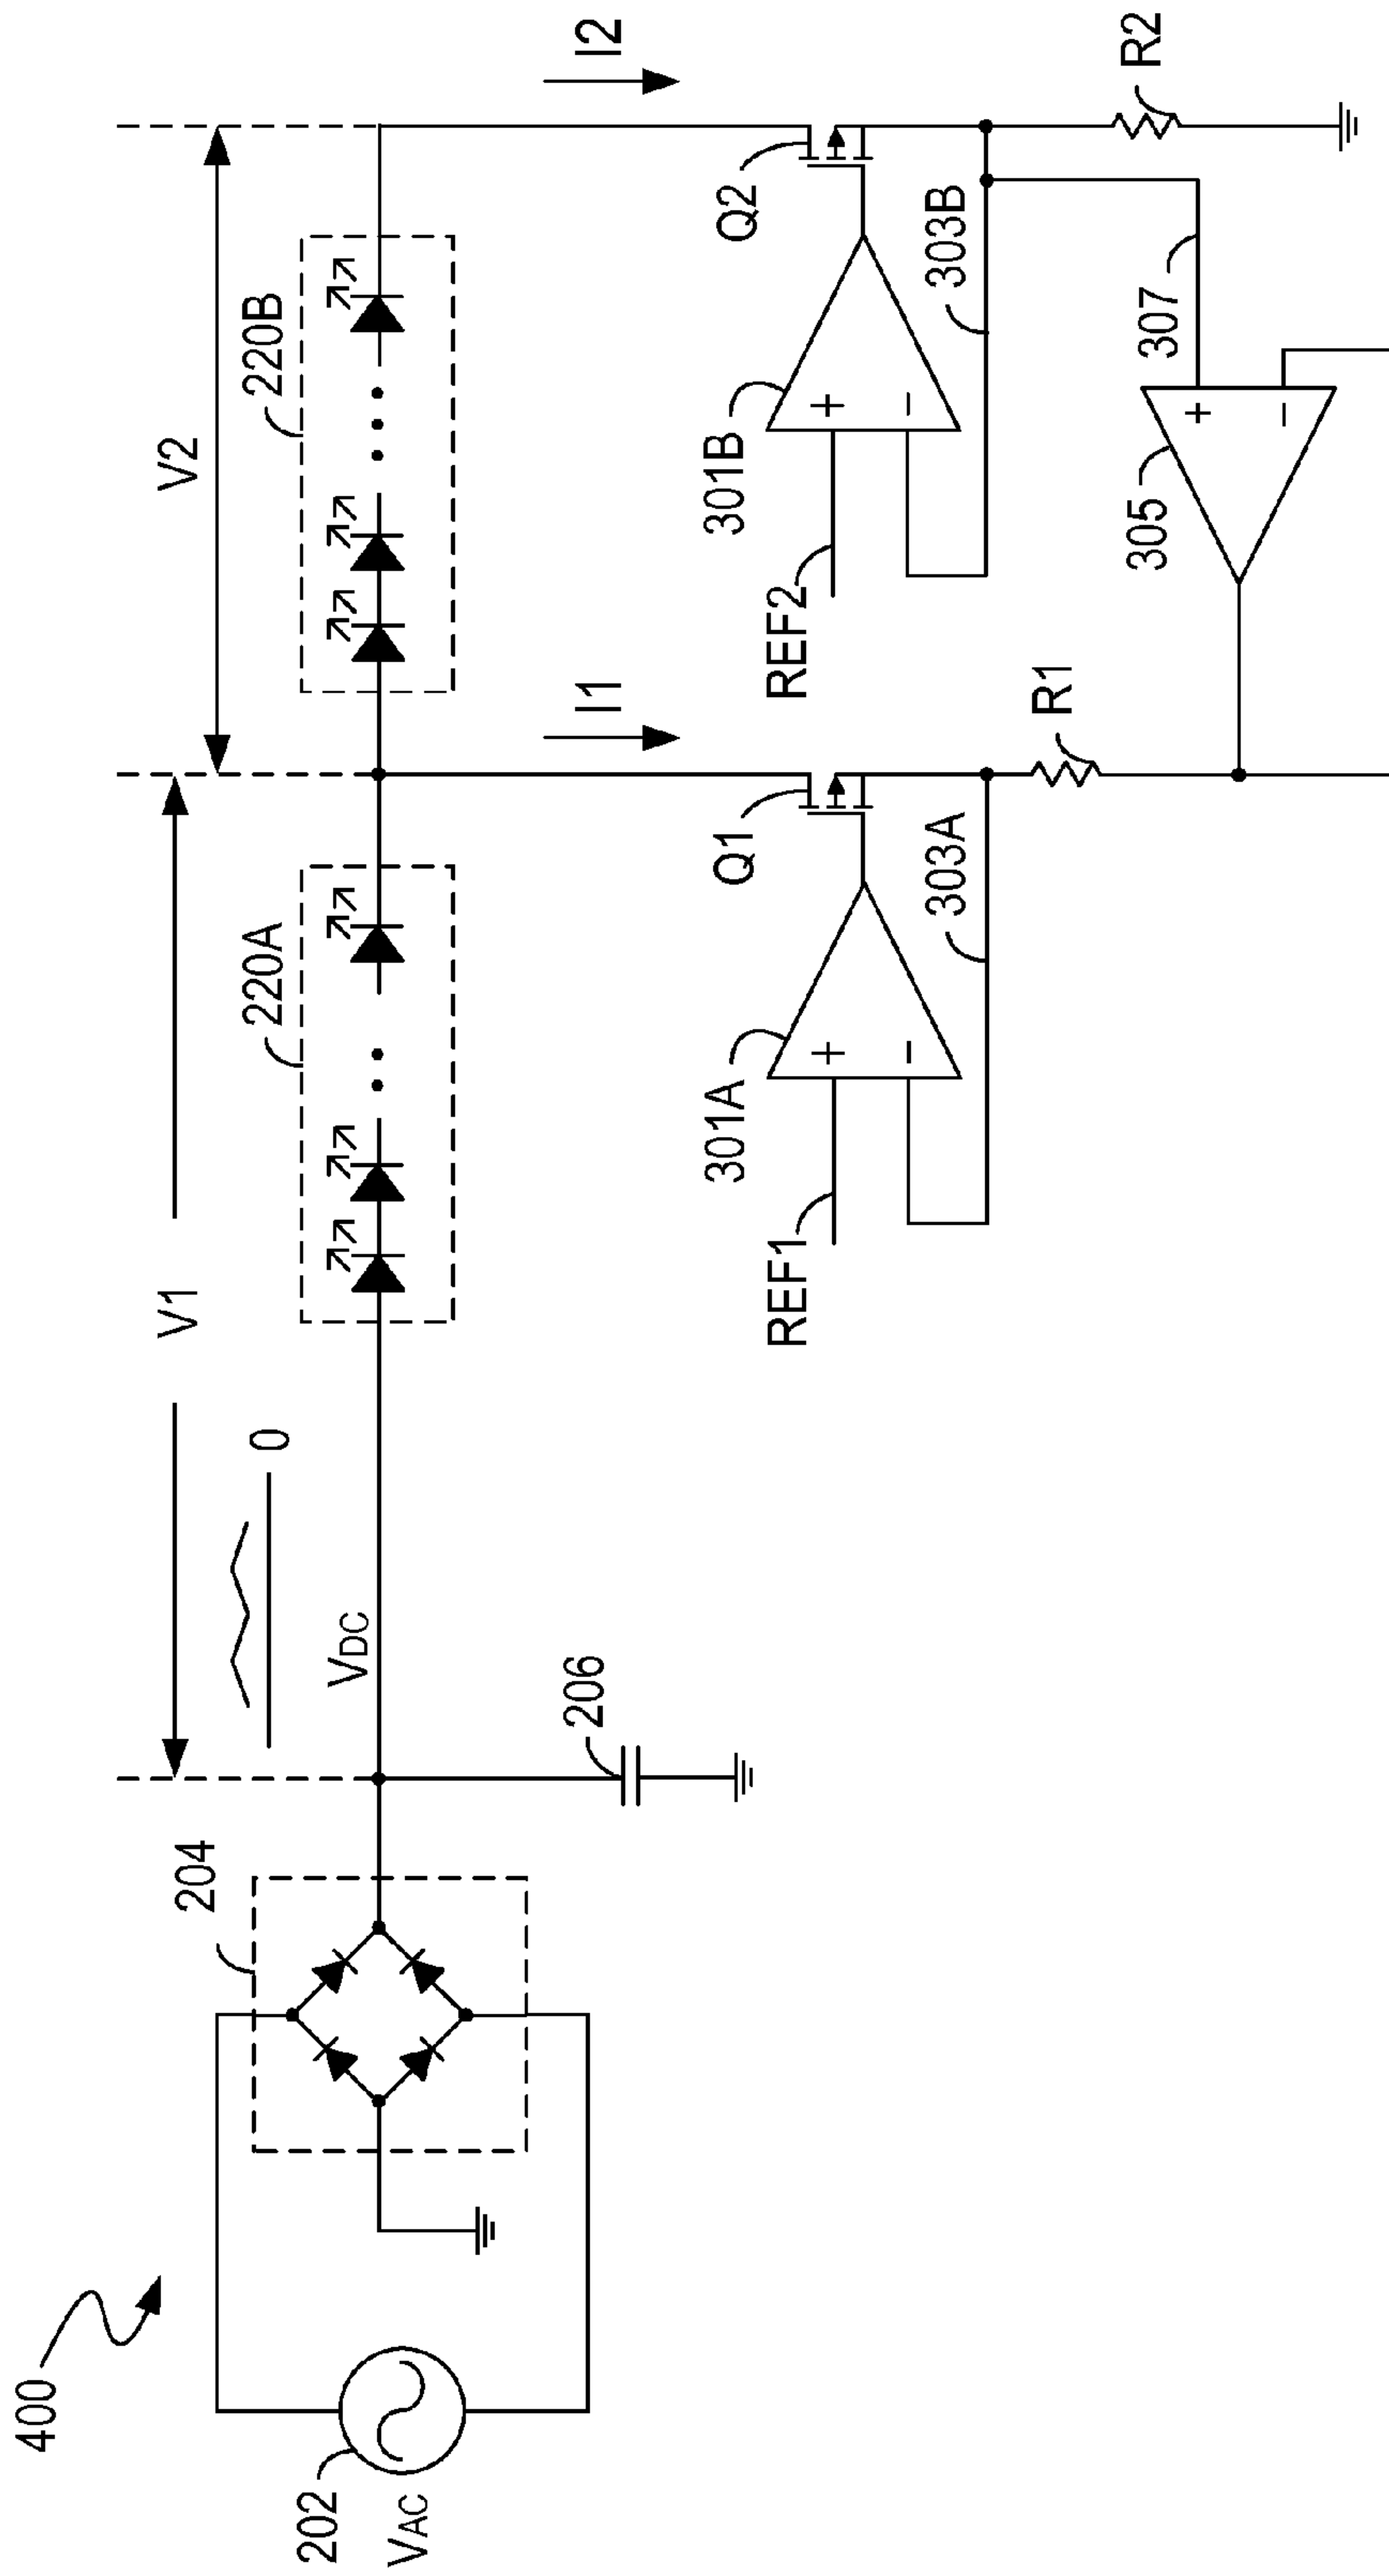 400
202
VAC
204
206
VDC
0
V1
V2
220A
220B
I1
I2
Q1
Q2
301A
301B
+
−
+
−
REF1
REF2
303A
303B
R1
R2
305
307
+
−